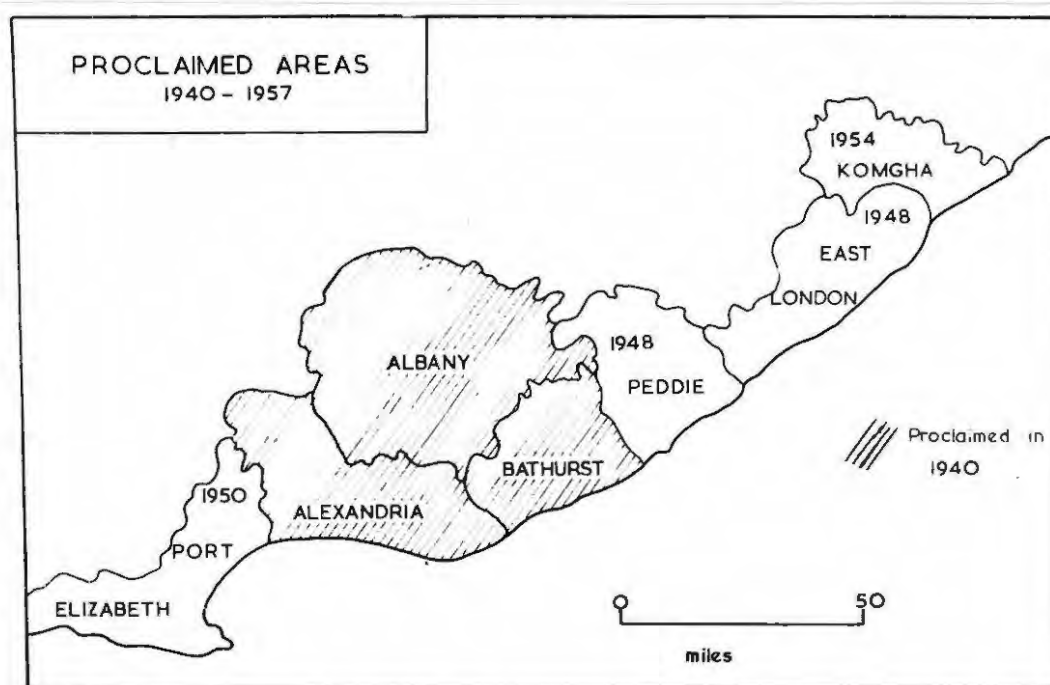 PROCLAIMED AREAS
1940 - 1957
1954
KOMGHA
1948
EAST
LONDON
ALBANY
1948
PEDDIE
Proclaimed in
1940
BATHURST
1950
ALEXANDRIA
PORT
ELIZABETH
0 50
miles